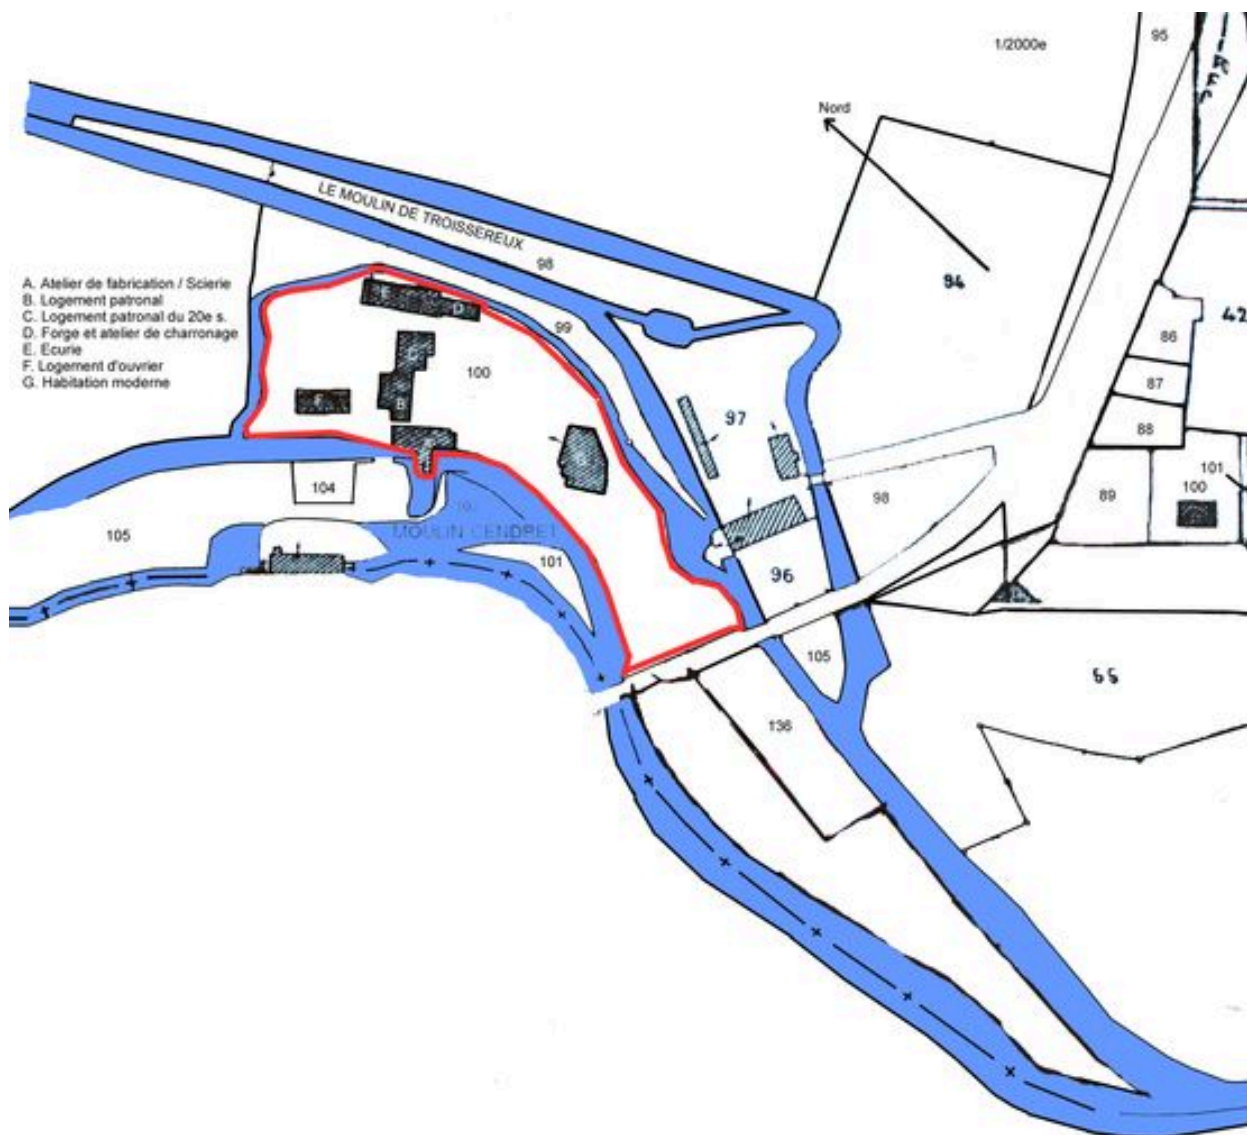 1/2000e
95
Nord
LE MOULIN DE TROISSEREUX
98
94
A. Atelier de fabrication / Scierie
B. Logement patronal
C. Logement patronal du 20e s.
D. Forge et atelier de charronage
E. Ecurie
F. Logement d'ouvrier
G. Habitation moderne
E
D
99
86
42
C
100
87
F
B
97
88
A
G
101
104
98
89
100
105
MOULIN CENDRET
101
96
105
55
136